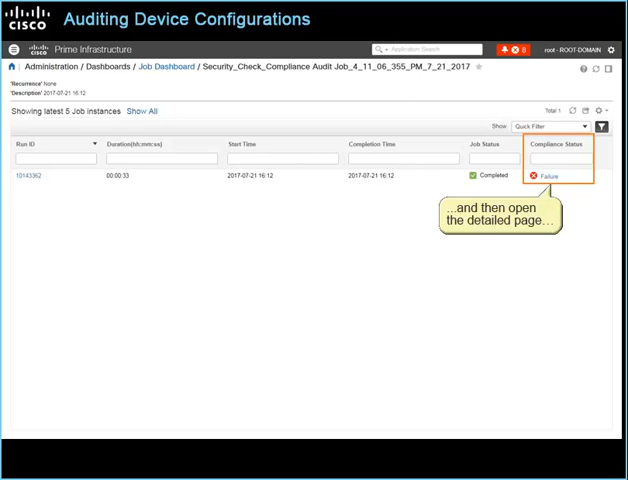 CISCO
Auditing Device Configurations
CISCO
Prime Infrastructure
Application Search
8
root - ROOT-DOMAIN
Administration / Dashboards / Job Dashboard / Security_Check_Compliance Audit Job_4_11_06_355_PM_7_21_2017
'Recurrence' None
'Description' 2017-07-21 16:12
Showing latest 5 Job instances Show All
Total 1
Show Quick Filter
Run ID Duration(hh:mm:ss) Start Time Completion Time Job Status Compliance Status
10143362 00:00:33 2017-07-21 16:12 2017-07-21 16:12 Completed Failure
...and then open
the detailed page...